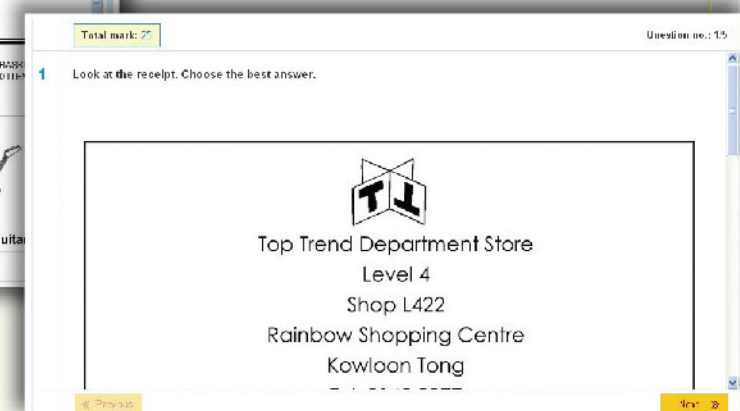 Total mark: 25
Question no.: 1/5
1 Look at the receipt. Choose the best answer.
TT
Top Trend Department Store
Level 4
Shop L422
Rainbow Shopping Centre
Kowloon Tong
Previous
Next